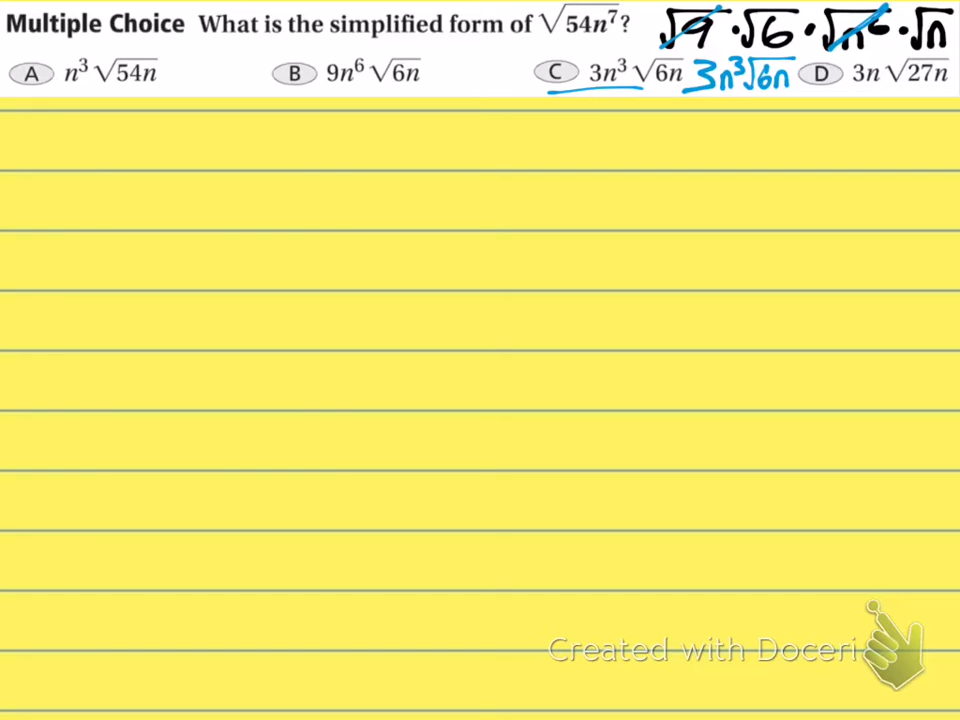 Multiple Choice What is the simplified form of √54n⁷? √9 · √6 · √n⁶ · √n
A n³√54n B 9n⁶√6n C 3n³√6n 3n³√6n D 3n√27n
Created with Doceri